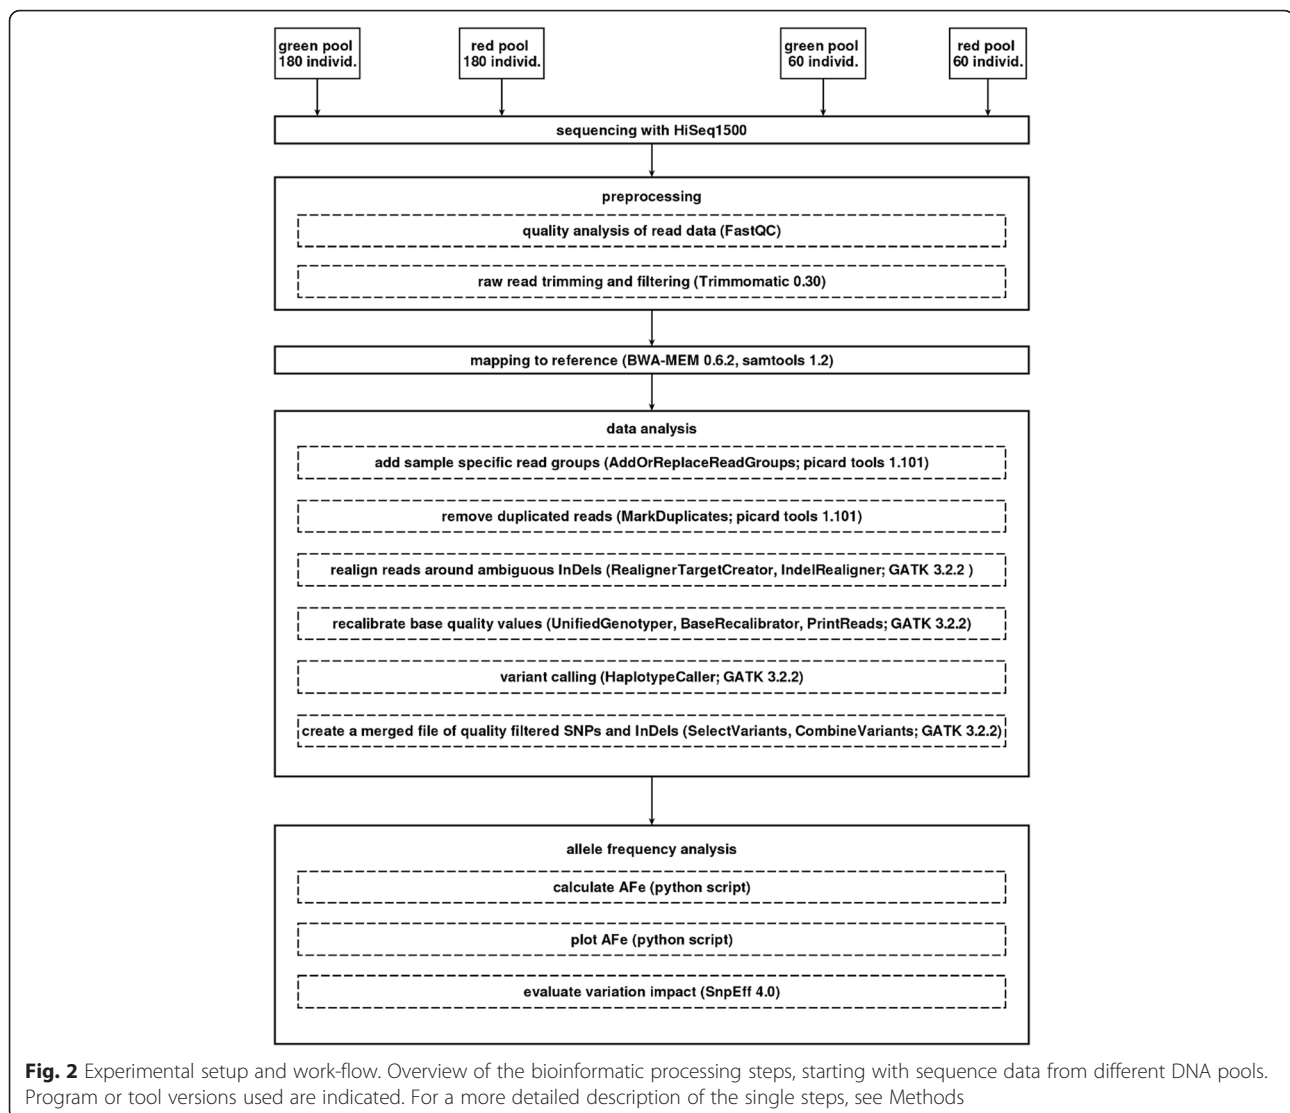 green pool
180 individ.
red pool
180 individ.
green pool
60 individ.
red pool
60 individ.
sequencing with HiSeq1500
preprocessing
quality analysis of read data (FastQC)
raw read trimming and filtering (Trimmomatic 0.30)
mapping to reference (BWA-MEM 0.6.2, samtools 1.2)
data analysis
add sample specific read groups (AddOrReplaceReadGroups; picard tools 1.101)
remove duplicated reads (MarkDuplicates; picard tools 1.101)
realign reads around ambiguous InDels (RealignerTargetCreator, IndelRealigner; GATK 3.2.2 )
recalibrate base quality values (UnifiedGenotyper, BaseRecalibrator, PrintReads; GATK 3.2.2)
variant calling (HaplotypeCaller; GATK 3.2.2)
create a merged file of quality filtered SNPs and InDels (SelectVariants, CombineVariants; GATK 3.2.2)
allele frequency analysis
calculate AFe (python script)
plot AFe (python script)
evaluate variation impact (SnpEff 4.0)
Fig. 2 Experimental setup and work-flow. Overview of the bioinformatic processing steps, starting with sequence data from different DNA pools.
Program or tool versions used are indicated. For a more detailed description of the single steps, see Methods